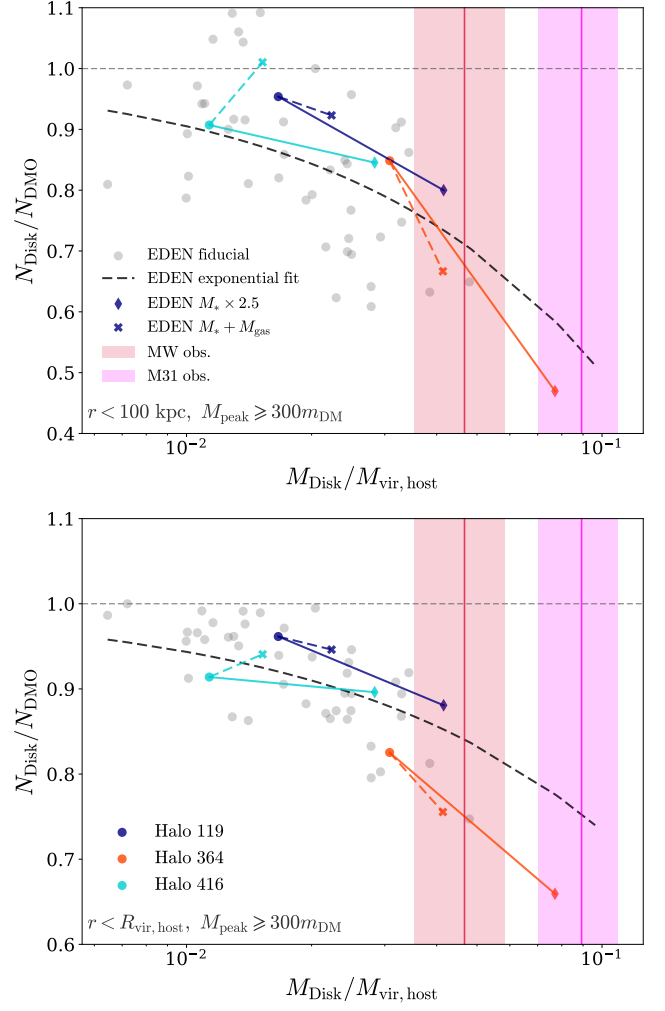 1.1
1.0
0.9
0.8
0.7
0.6
0.5
0.4
N_Disk/N_DMO
EDEN fiducial
EDEN exponential fit
EDEN M_* × 2.5
EDEN M_* + M_gas
MW obs.
M31 obs.
r < 100 kpc, M_peak ⩾ 300m_DM
10^−2
10^−1
M_Disk/M_vir, host
1.1
1.0
0.9
0.8
0.7
0.6
N_Disk/N_DMO
Halo 119
Halo 364
Halo 416
r < R_vir, host, M_peak ⩾ 300m_DM
10^−2
10^−1
M_Disk/M_vir, host